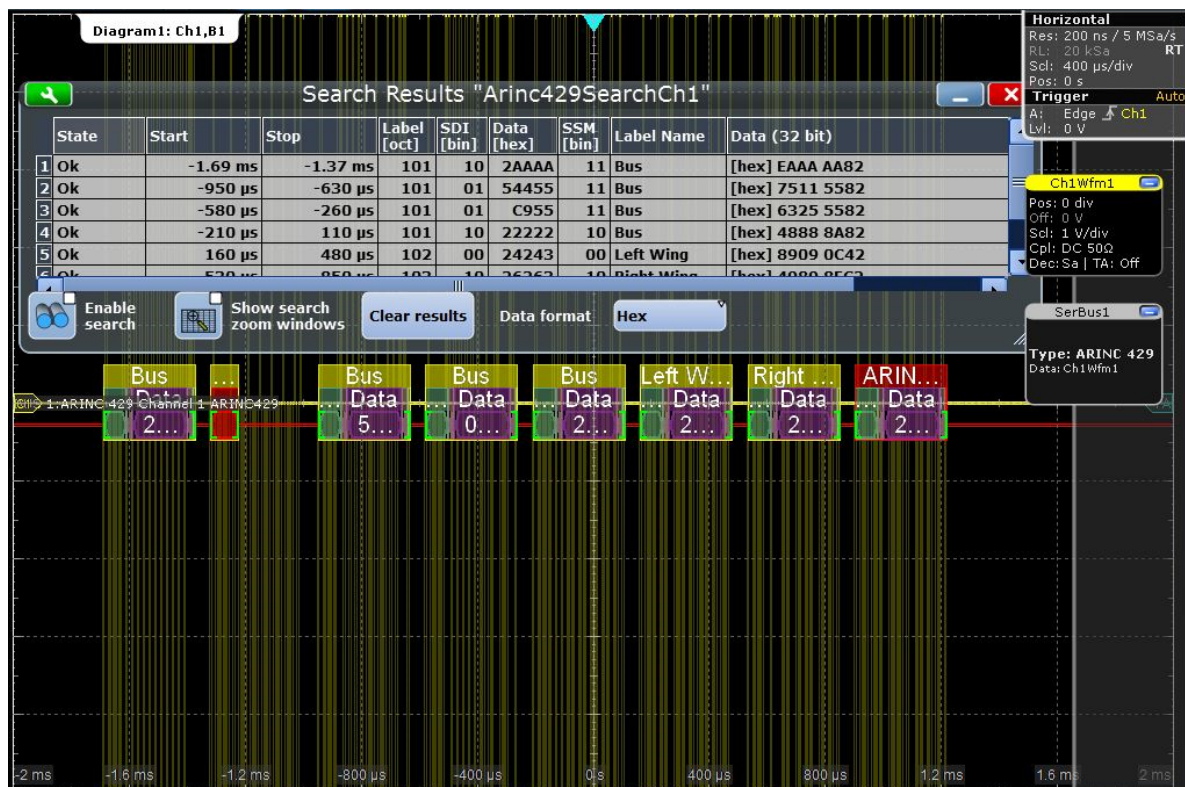 Diagram1: Ch1,B1
Horizontal
Res: 200 ns / 5 MSa/s
RL: 20 kSa RT
Scl: 400 µs/div
Pos: 0 s
Trigger Auto
A: Edge Ch1
Lvl: 0 V
Search Results "Arinc429SearchCh1"
State Start Stop Label [oct] SDI [bin] Data [hex] SSM [bin] Label Name Data (32 bit)
1 Ok -1.69 ms -1.37 ms 101 10 2AAAA 11 Bus [hex] EAAA AA82
2 Ok -950 µs -630 µs 101 01 54455 11 Bus [hex] 7511 5582
3 Ok -580 µs -260 µs 101 01 C955 11 Bus [hex] 6325 5582
4 Ok -210 µs 110 µs 101 10 22222 10 Bus [hex] 4888 8A82
5 Ok 160 µs 480 µs 102 00 24243 00 Left Wing [hex] 8909 0C42
Enable search
Show search zoom windows
Clear results
Data format
Hex
Ch1Wfm1
Pos: 0 div
Off: 0 V
Scl: 1 V/div
Cpl: DC 50Ω
Dec: Sa | TA: Off
SerBus1
Type: ARINC 429
Data: Ch1Wfm1
Bus ... Bus Bus Bus Left W... Right ... ARIN...
1:ARINC 429 Channel 1 ARINC429
... Data ... Data ... Data ... Data ... Data ... Data
2... 5... 0... 2... 2... 2... 2...
-2 ms -1.6 ms -1.2 ms -800 µs -400 µs 0 s 400 µs 800 µs 1.2 ms 1.6 ms 2 ms